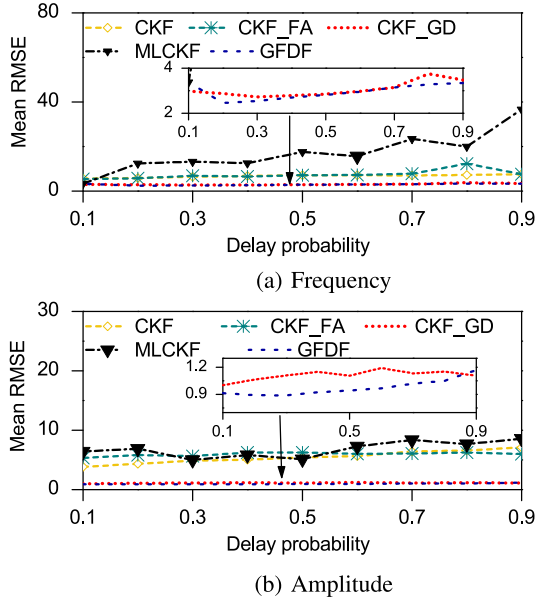 80
CKF CKF_FA CKF_GD
MLCKF GFDF
60
4
40
2
0.1 0.3 0.5 0.7 0.9
20
0
0.1 0.3 0.5 0.7 0.9
Mean RMSE
Delay probability
(a) Frequency
30
CKF CKF_FA CKF_GD
MLCKF GFDF
20
1.2
0.9
0.1 0.5 0.9
10
0
0.1 0.3 0.5 0.7 0.9
Mean RMSE
Delay probability
(b) Amplitude